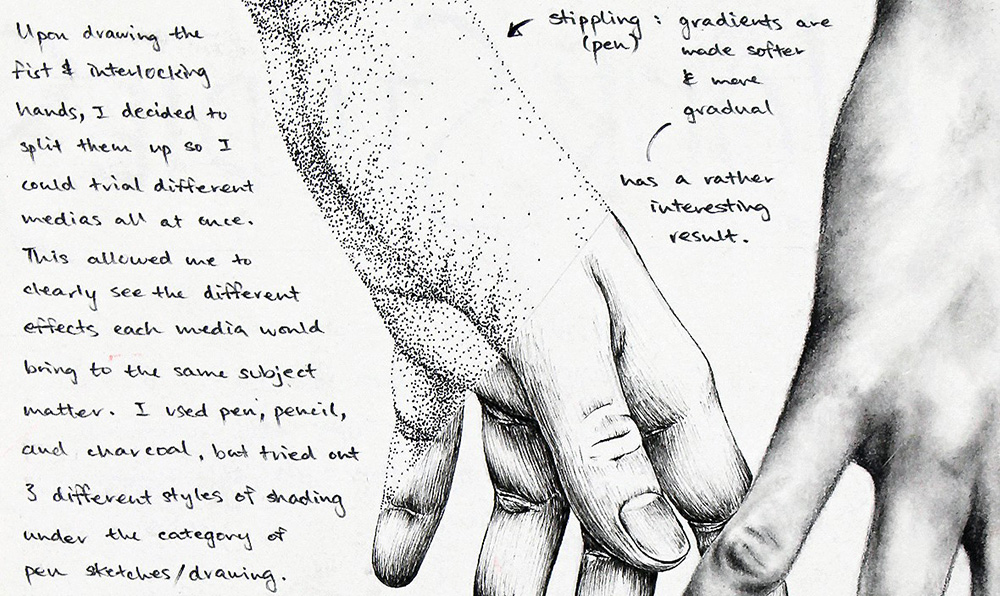 Upon drawing the
fist & interlocking
hands, I decided to
split them up so I
could trial different
medias all at once.
This allowed me to
clearly see the different
effects each media would
bring to the same subject
matter. I used pen, pencil,
and charcoal, but tried out
3 different styles of shading
under the category of
pen sketches/drawing.
stippling : gradients are
(pen) made softer
& more
gradual
has a rather
interesting
result.